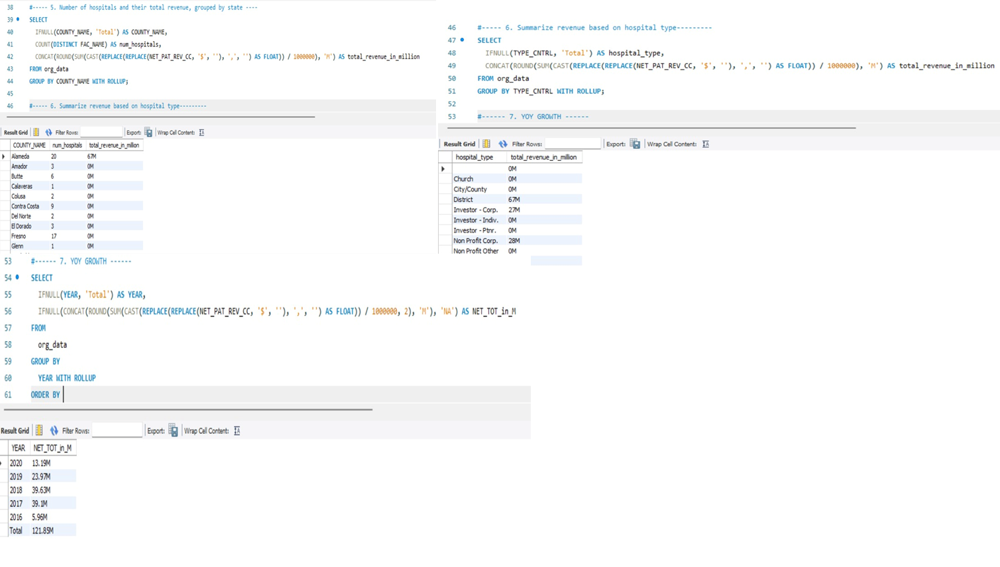 38 #----- 5. Number of hospitals and their total revenue, grouped by state ----
39 SELECT
40 IFNULL(COUNTY_NAME, 'Total') AS COUNTY_NAME,
41 COUNT(DISTINCT FAC_NAME) AS num_hospitals,
42 CONCAT(ROUND(SUM(CAST(REPLACE(REPLACE(NET_PAT_REV_CC, '$', ''), ',', '') AS FLOAT)) / 1000000), 'M') AS total_revenue_in_million
43 FROM org_data
44 GROUP BY COUNTY_NAME WITH ROLLUP;
45
46 #----- 6. Summarize revenue based on hospital type---------
Result Grid Filter Rows: Export: Wrap Cell Content:
COUNTY_NAME num_hospitals total_revenue_in_million
Alameda 20 67M
Amador 3 0M
Butte 6 0M
Calaveras 1 0M
Colusa 2 0M
Contra Costa 9 0M
Del Norte 2 0M
El Dorado 3 0M
Fresno 17 0M
Glenn 1 0M
46 #----- 6. Summarize revenue based on hospital type---------
47 SELECT
48 IFNULL(TYPE_CNTRL, 'Total') AS hospital_type,
49 CONCAT(ROUND(SUM(CAST(REPLACE(REPLACE(NET_PAT_REV_CC, '$', ''), ',', '') AS FLOAT)) / 1000000), 'M') AS total_revenue_in_million
50 FROM org_data
51 GROUP BY TYPE_CNTRL WITH ROLLUP;
52
53 #------ 7. YOY GROWTH ------
Result Grid Filter Rows: Export: Wrap Cell Content:
hospital_type total_revenue_in_million
0M
Church 0M
City/County 0M
District 67M
Investor - Corp. 27M
Investor - Indiv. 0M
Investor - Ptnr. 0M
Non Profit Corp. 28M
Non Profit Other 0M
53 #------ 7. YOY GROWTH ------
54 SELECT
55 IFNULL(YEAR, 'Total') AS YEAR,
56 IFNULL(CONCAT(ROUND(SUM(CAST(REPLACE(REPLACE(NET_PAT_REV_CC, '$', ''), ',', '') AS FLOAT)) / 1000000, 2), 'M'), 'NA') AS NET_TOT_in_M
57 FROM
58 org_data
59 GROUP BY
60 YEAR WITH ROLLUP
61 ORDER BY
Result Grid Filter Rows: Export: Wrap Cell Content:
YEAR NET_TOT_in_M
2020 13.19M
2019 23.97M
2018 39.63M
2017 39.1M
2016 5.96M
Total 121.85M